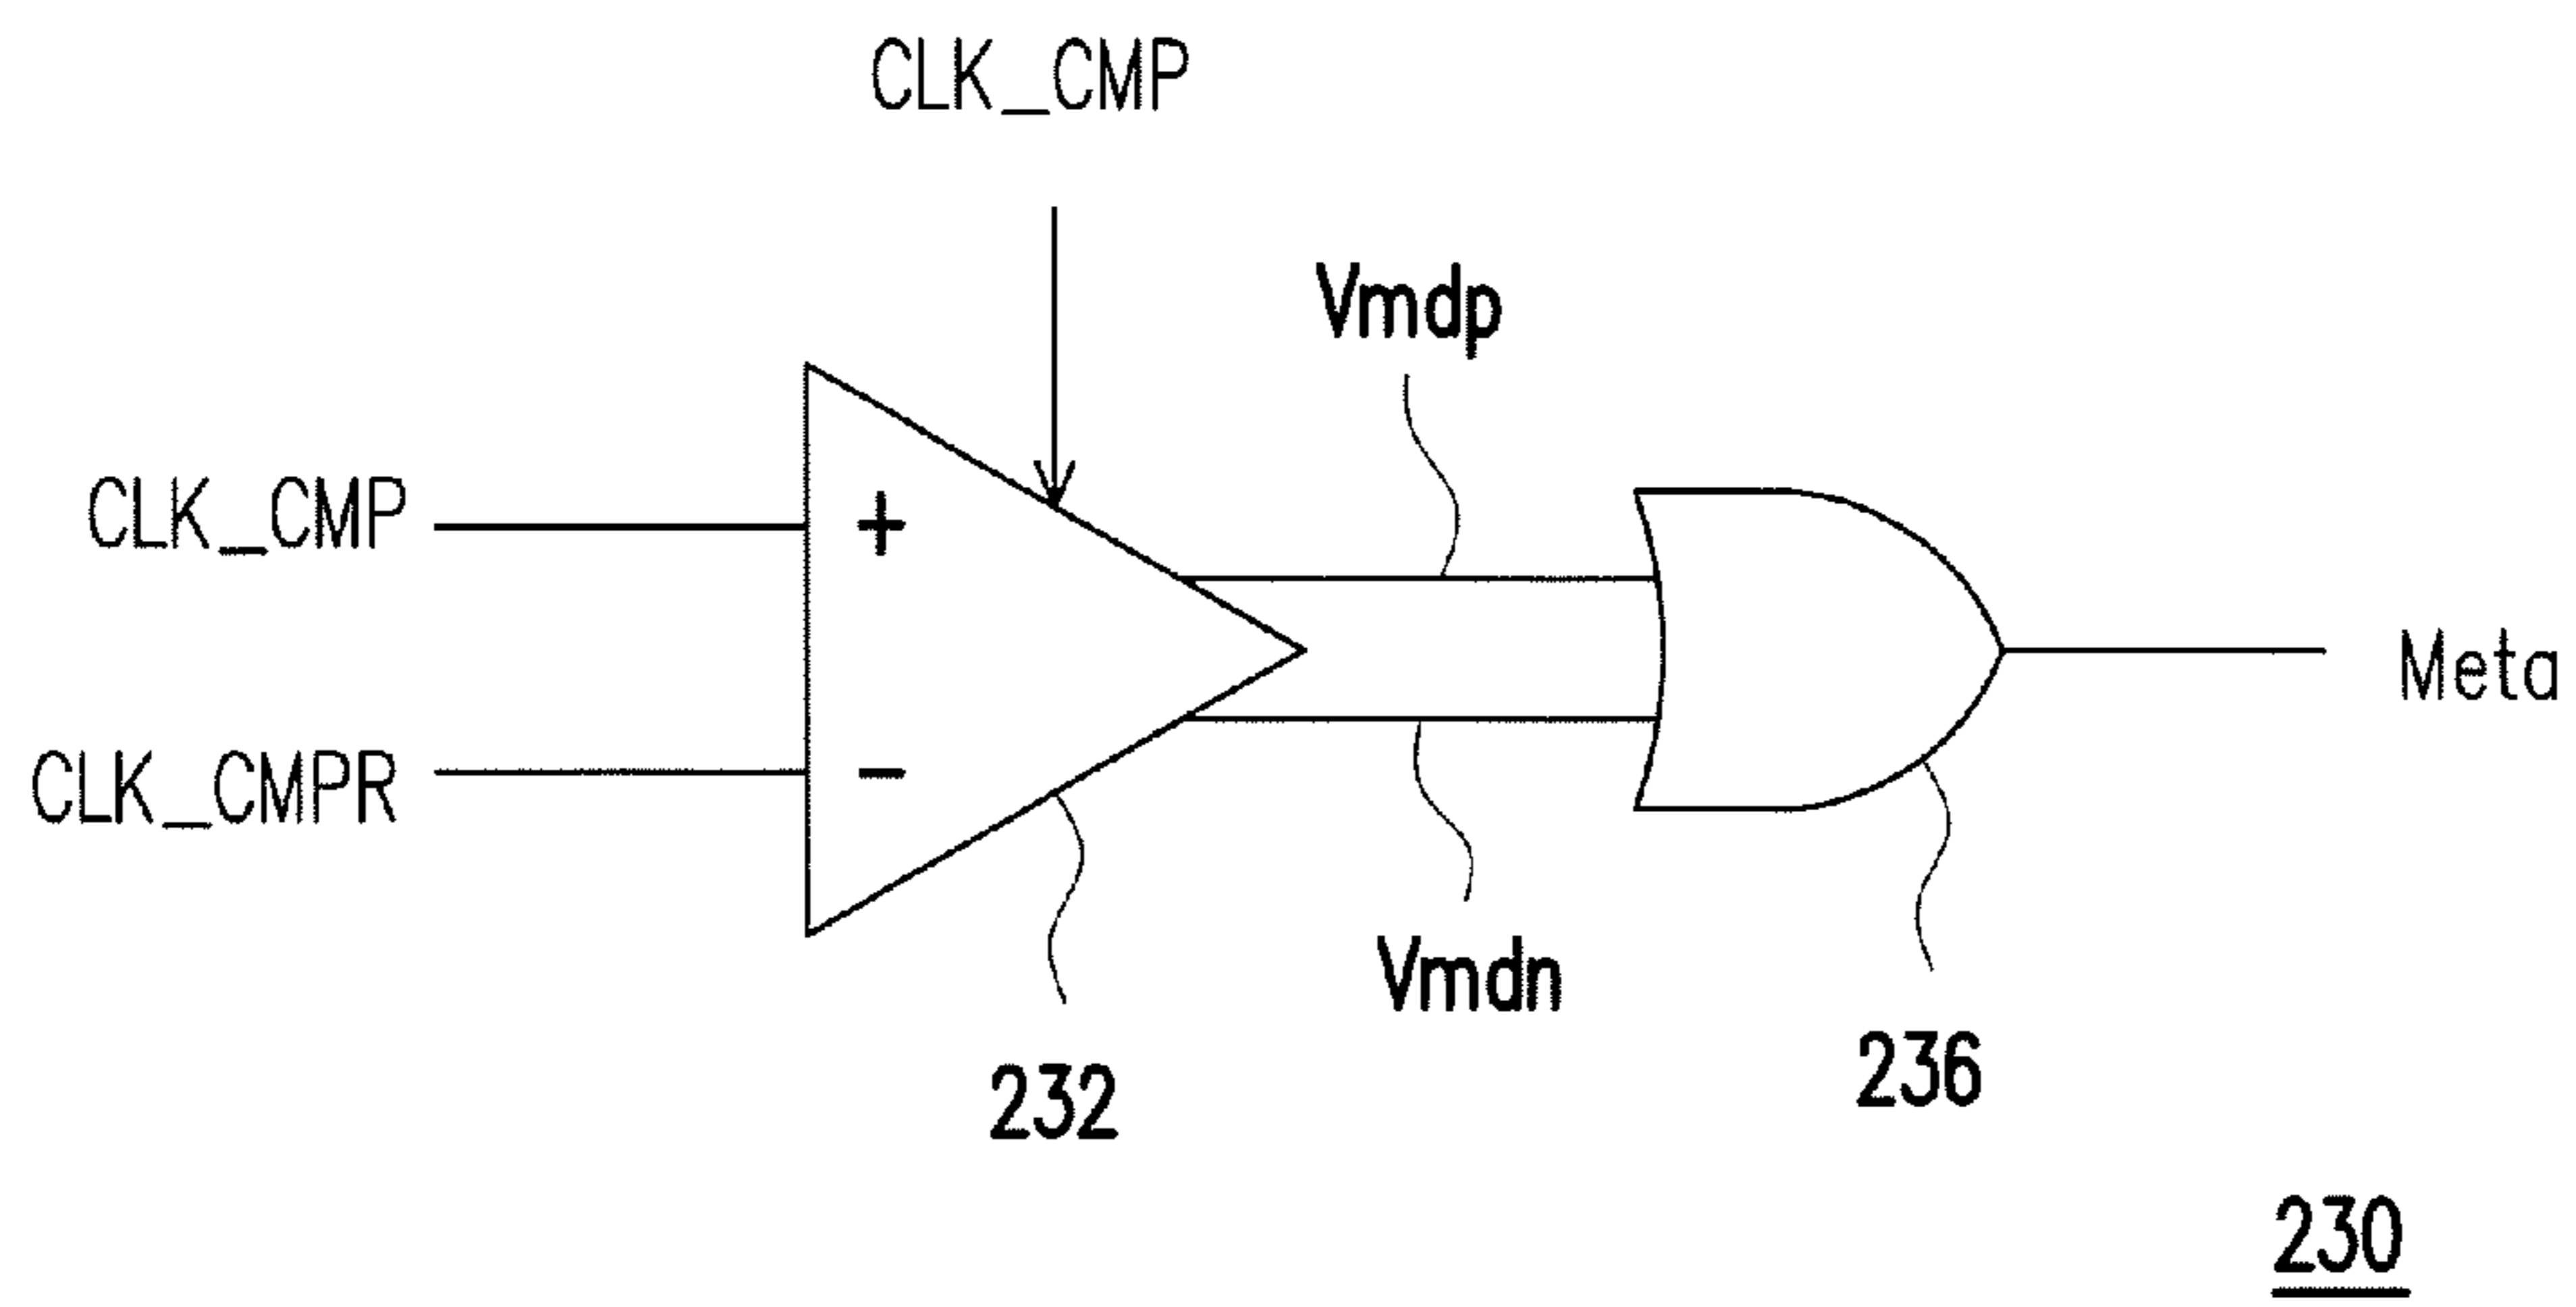 CLK_CMP
Vmdp
CLK_CMP
+
Meta
CLK_CMPR
-
Vmdn
232
236
230